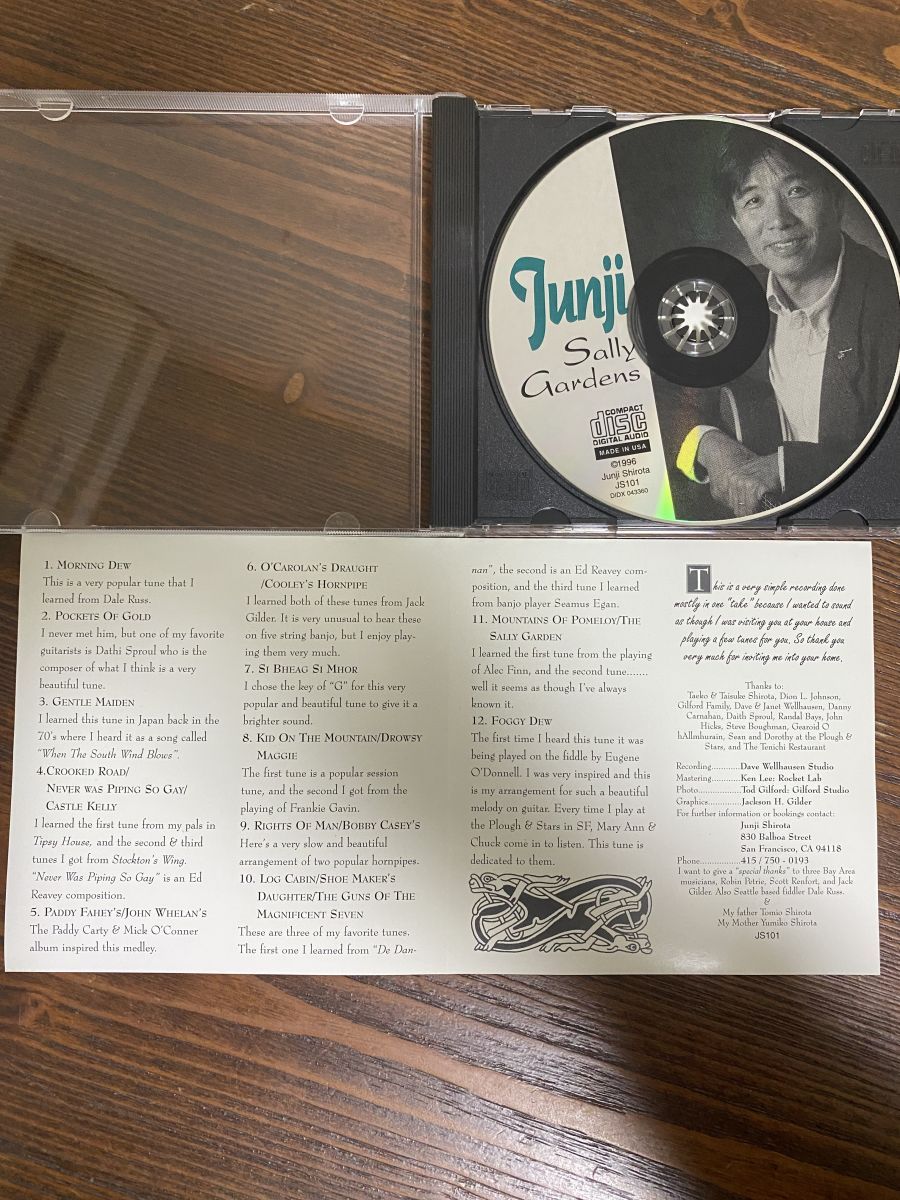 Junji
Sally
Gardens
COMPACT
disc
DIGITAL AUDIO
MADE IN USA
©1996
Junji Shirota
JS101
DIDX 043360
1. Morning Dew
This is a very popular tune that I
learned from Dale Russ.
2. Pockets Of Gold
I never met him, but one of my favorite
guitarists is Dathi Sproul who is the
composer of what I think is a very
beautiful tune.
3. Gentle Maiden
I learned this tune in Japan back in the
70's where I heard it as a song called
"When The South Wind Blows".
4.Crooked Road/
Never was Piping So Gay/
Castle Kelly
I learned the first tune from my pals in
Tipsy House, and the second & third
tunes I got from Stockton's Wing.
"Never Was Piping So Gay" is an Ed
Reavey composition.
5. Paddy Fahey's/John Whelan's
The Paddy Carty & Mick O'Conner
album inspired this medley.
6. O'Carolan's Draught
/Cooley's Hornpipe
I learned both of these tunes from Jack
Gilder. It is very unusual to hear these
on five string banjo, but I enjoy play-
ing them very much.
7. Si Bheag Si Mhor
I chose the key of "G" for this very
popular and beautiful tune to give it a
brighter sound.
8. Kid On The Mountain/Drowsy
Maggie
The first tune is a popular session
tune, and the second I got from the
playing of Frankie Gavin.
9. Rights Of Man/Bobby Casey's
Here's a very slow and beautiful
arrangement of two popular hornpipes.
10. Log Cabin/Shoe Maker's
Daughter/The Guns Of The
Magnificent Seven
These are three of my favorite tunes.
The first one I learned from "De Dan-
nan", the second is an Ed Reavey com-
position, and the third tune I learned
from banjo player Seamus Egan.
11. Mountains Of Pomeloy/The
Sally Garden
I learned the first tune from the playing
of Alec Finn, and the second tune.......
well it seems as though I've always
known it.
12. Foggy Dew
The first time I heard this tune it was
being played on the fiddle by Eugene
O'Donnell. I was very inspired and this
is my arrangement for such a beautiful
melody on guitar. Every time I play at
the Plough & Stars in SF, Mary Ann &
Chuck come in to listen. This tune is
dedicated to them.
This is a very simple recording done
mostly in one "take" because I wanted to sound
as though I was visiting you at your house and
playing a few tunes for you. So thank you
very much for inviting me into your home.
Thanks to:
Taeko & Taisuke Shirota, Dion L. Johnson,
Gilford Family, Dave & Janet Wellhausen, Danny
Carnahan, Daith Sproul, Randal Bays, John
Hicks, Steve Boughman, Gearoid O
hAllmhurain, Sean and Dorothy at the Plough &
Stars, and The Tenichi Restaurant
Recording...........Dave Wellhausen Studio
Mastering...........Ken Lee: Rocket Lab
Photo.................Tod Gilford: Gilford Studio
Graphics.............Jackson H. Gilder
For further information or bookings contact:
Junji Shirota
830 Balboa Street
San Francisco, CA 94118
Phone.................415 / 750 - 0193
I want to give a "special thanks" to three Bay Area
musicians, Robin Petrie, Scott Renfort, and Jack
Gilder. Also Seattle based fiddler Dale Russ.
&
My father Tomio Shirota
My Mother Yumiko Shirota
JS101